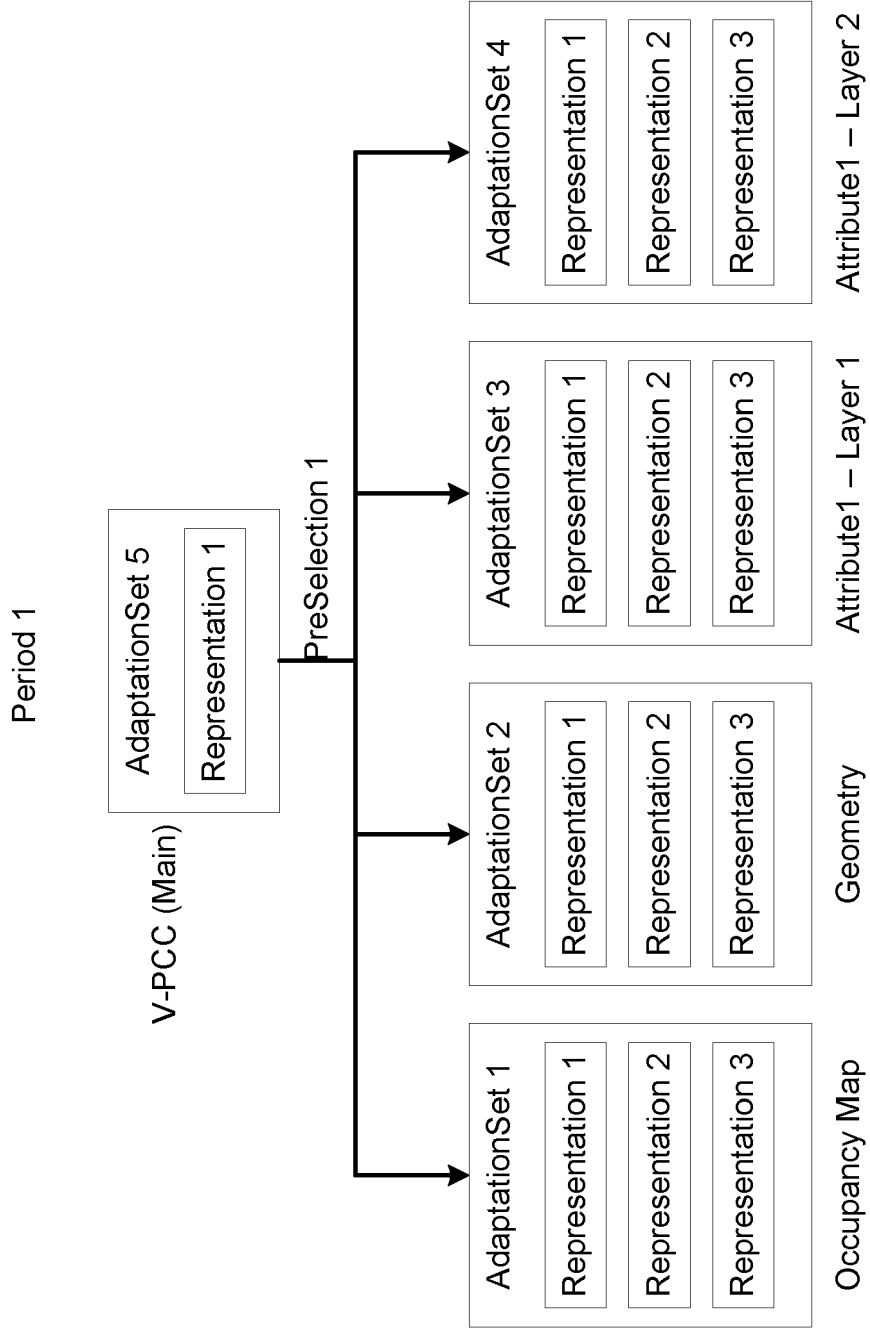 Period 1
V-PCC (Main)
AdaptationSet 5
Representation 1
PreSelection 1
AdaptationSet 1
Representation 1
Representation 2
Representation 3
Occupancy Map
AdaptationSet 2
Representation 1
Representation 2
Representation 3
Geometry
AdaptationSet 3
Representation 1
Representation 2
Representation 3
Attribute1 – Layer 1
AdaptationSet 4
Representation 1
Representation 2
Representation 3
Attribute1 – Layer 2